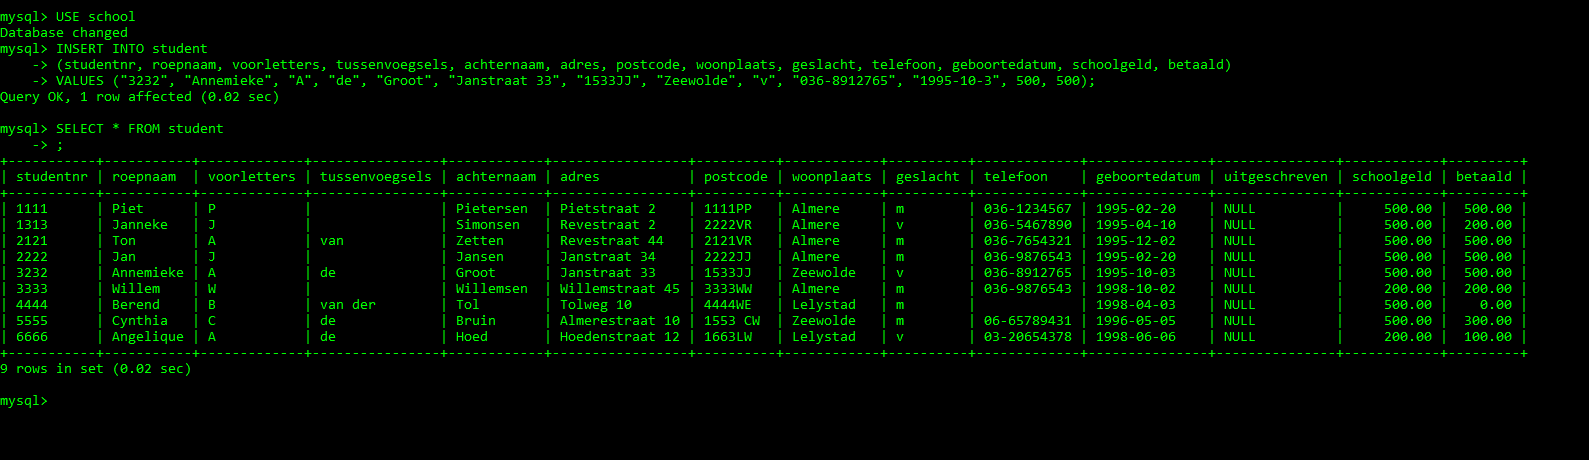 mysql> USE school
Database changed
mysql> INSERT INTO student
    -> (studentnr, roepnaam, voorletters, tussenvoegsels, achternaam, adres, postcode, woonplaats, geslacht, telefoon, geboortedatum, schoolgeld, betaald)
    -> VALUES ("3232", "Annemieke", "A", "de", "Groot", "Janstraat 33", "1533JJ", "Zeewolde", "v", "036-8912765", "1995-10-3", 500, 500);
Query OK, 1 row affected (0.02 sec)
mysql> SELECT * FROM student
    -> ;
+-----------+----------+-------------+----------------+------------+-----------------+----------+------------+----------+-------------+---------------+----------------+------------+---------+
| studentnr | roepnaam  | voorletters | tussenvoegsels | achternaam | adres           | postcode | woonplaats | geslacht | telefoon    | geboortedatum | uitgeschreven | schoolgeld | betaald |
+-----------+-----------+-------------+----------------+------------+-----------------+----------+------------+----------+-------------+---------------+---------------+------------+---------+
| 1111      | Piet      | P           |                | Pietersen  | Pietstraat 2    | 1111PP   | Almere     | m        | 036-1234567 | 1995-02-20    | NULL          |     500.00 |  500.00 |
| 1313      | Janneke   | J           |                | Simonsen   | Revestraat 2    | 2222VR   | Almere     | v        | 036-5467890 | 1995-04-10    | NULL          |     500.00 |  200.00 |
| 2121      | Ton       | A           | van            | Zetten     | Revestraat 44   | 2121VR   | Almere     | m        | 036-7654321 | 1995-12-02    | NULL          |     500.00 |  500.00 |
| 2222      | Jan       | J           |                | Jansen     | Janstraat 34    | 2222JJ   | Almere     | m        | 036-9876543 | 1995-02-20    | NULL          |     500.00 |  500.00 |
| 3232      | Annemieke | A           | de             | Groot      | Janstraat 33    | 1533JJ   | Zeewolde   | v        | 036-8912765 | 1995-10-03    | NULL          |     500.00 |  500.00 |
| 3333      | Willem    | W           |                | Willemsen  | Willemstraat 45 | 3333WW   | Almere     | m        | 036-9876543 | 1998-10-02    | NULL          |     200.00 |  200.00 |
| 4444      | Berend    | B           | van der        | Tol        | Tolweg 10       | 4444WE   | Lelystad   | m        |             | 1998-04-03    | NULL          |     500.00 |    0.00 |
| 5555      | Cynthia   | C           | de             | Bruin      | Almerestraat 10 | 1553 CW  | Zeewolde   | m        | 06-65789431 | 1996-05-05    | NULL          |     500.00 |  300.00 |
| 6666      | Angelique | A           | de             | Hoed       | Hoedenstraat 12 | 1663LW   | Lelystad   | v        | 03-20654378 | 1998-06-06    | NULL          |     200.00 |  100.00 |
+-----------+-----------+-------------+----------------+------------+-----------------+----------+------------+----------+-------------+---------------+---------------+------------+---------+
9 rows in set (0.02 sec)
mysql>